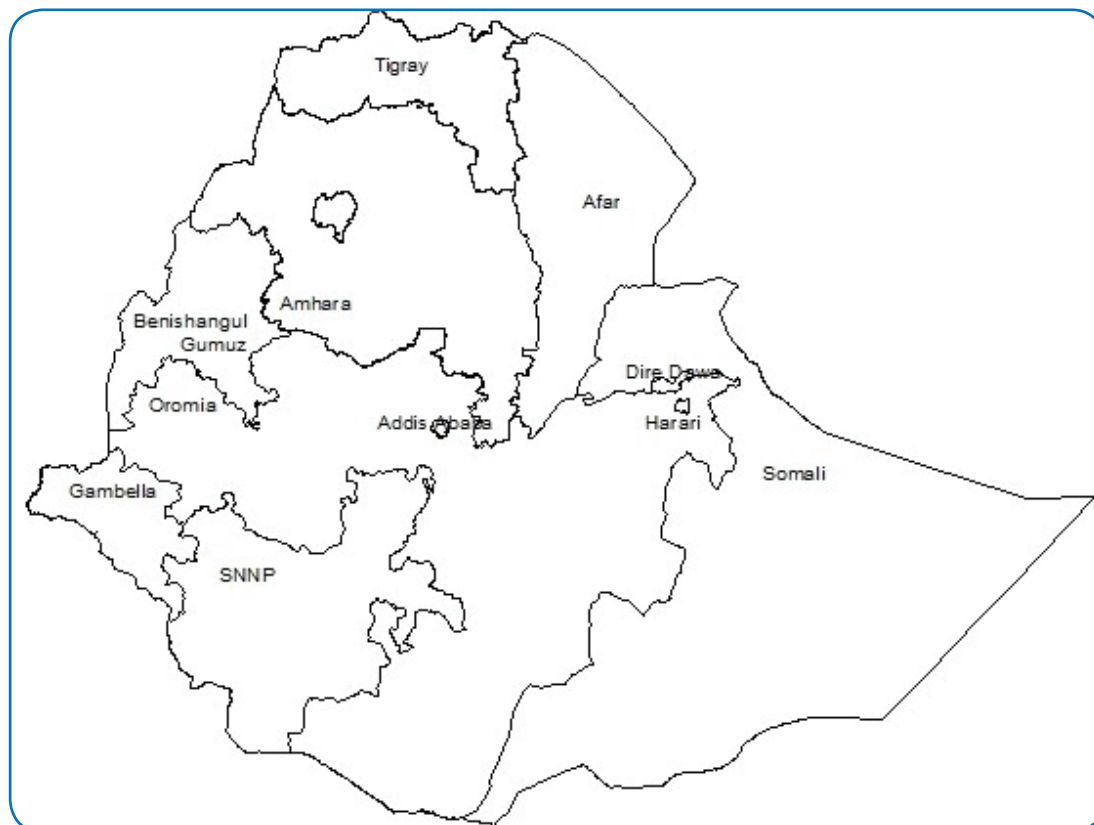 Tigray
Afar
Amhara
Benishangul
Gumuz
Dire Dawa
Oromia
Addis Ababa
Harari
Somali
Gambella
SNNP